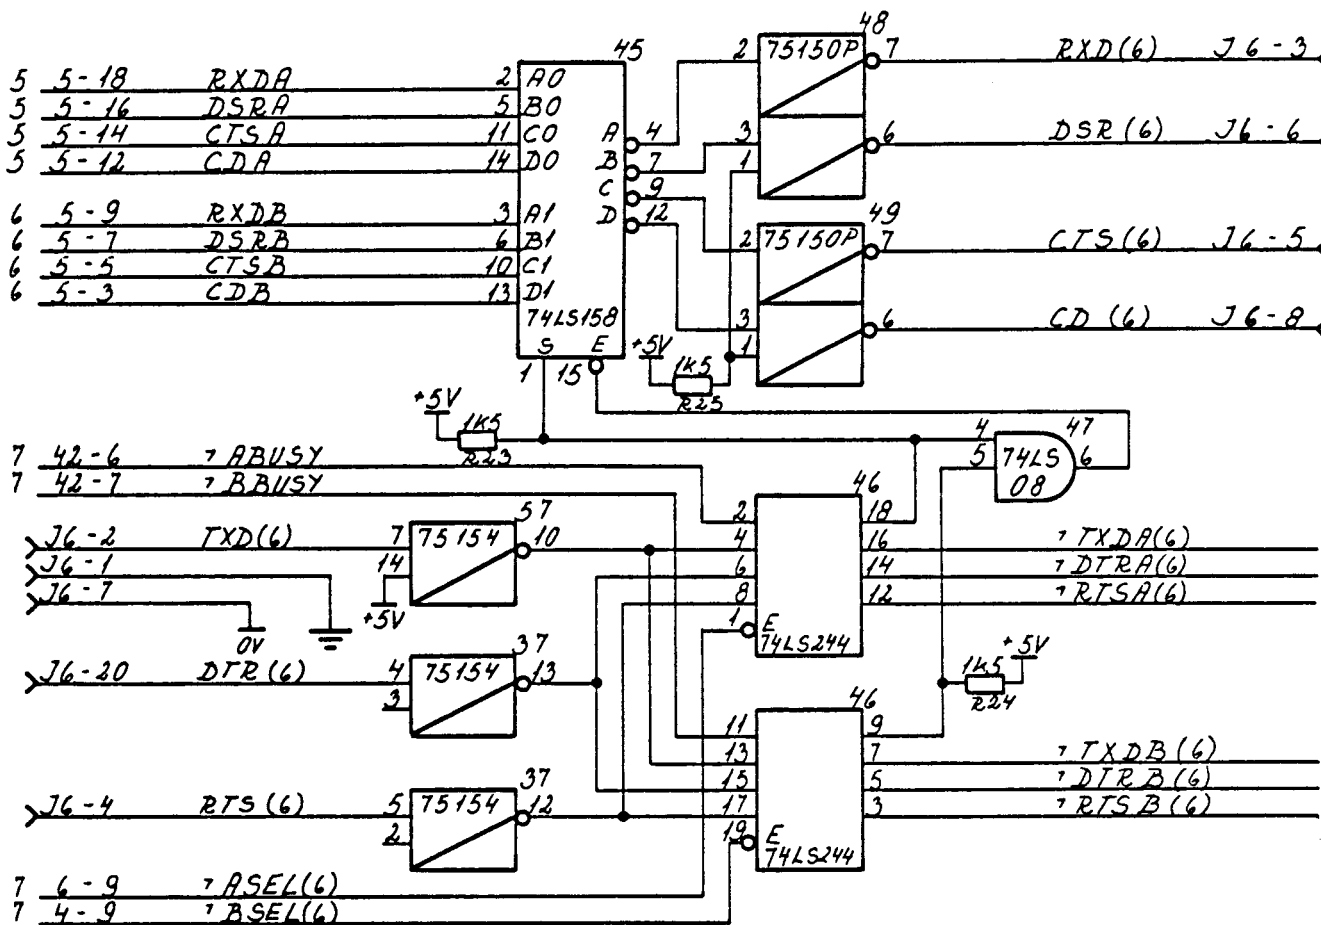 45
5 5-18 RXDA 2 A0
5 5-16 DSRA 5 B0
5 5-14 CTSA 11 C0 A 4
5 5-12 CDA 14 D0 B 7
C 9
6 5-9 RXDB 3 A1 D 12
6 5-7 DSRB 6 B1
6 5-5 CTSB 10 C1
6 5-3 CDB 13 D1
74LS158
S E
1 15
48
2 75150P 7 RXD(6) J6-3
3 6 DSR(6) J6-6
1
49
2 75150P 7 CTS(6) J6-5
3 6 CD (6) J6-8
1
+5V
1K5
R25
+5V
1K5
R23
4 47
5 74LS 6
08
7 42-6 ┐ABUSY
7 42-7 ┐BBUSY
57
J6-2 TXD(6) 7 75154 10
J6-1 14
J6-7 +5V
0V
37
J6-20 DTR(6) 4 75154 13
3
37
J6-4 RTS(6) 5 75154 12
2
46
2 18
4 16 ┐TXDA(6)
6 14 ┐DTRA(6)
8 12 ┐RTSA(6)
1 E
74LS244
+5V
1K5
R24
46
11 9
13 7 ┐TXDB(6)
15 5 ┐DTRB(6)
17 3 ┐RTSB(6)
19 E
74LS244
7 6-9 ┐ASEL(6)
7 4-9 ┐BSEL(6)